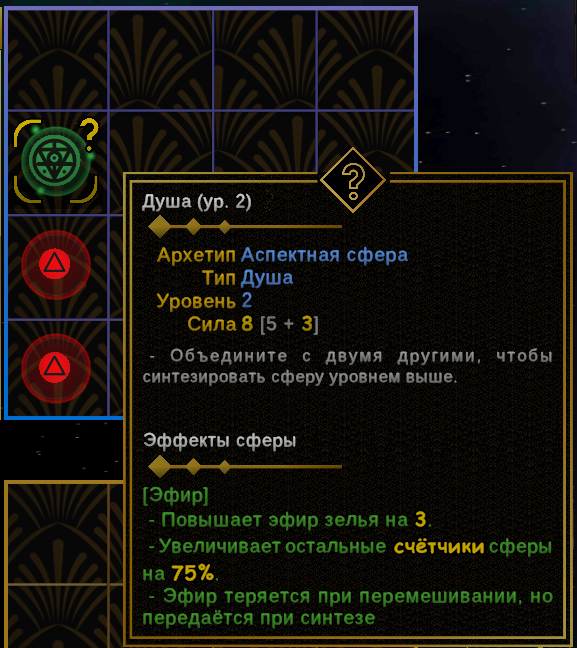 ?
?
Душа (ур. 2)
Архетип Аспектная сфера
Тип Душа
Уровень 2
Сила 8 [5 + 3]
- Объедините с двумя другими, чтобы
синтезировать сферу уровнем выше.
Эффекты сферы
[Эфир]
- Повышает эфир зелья на 3.
- Увеличивает остальные счётчики сферы
на 75%.
- Эфир теряется при перемешивании, но
передаётся при синтезе